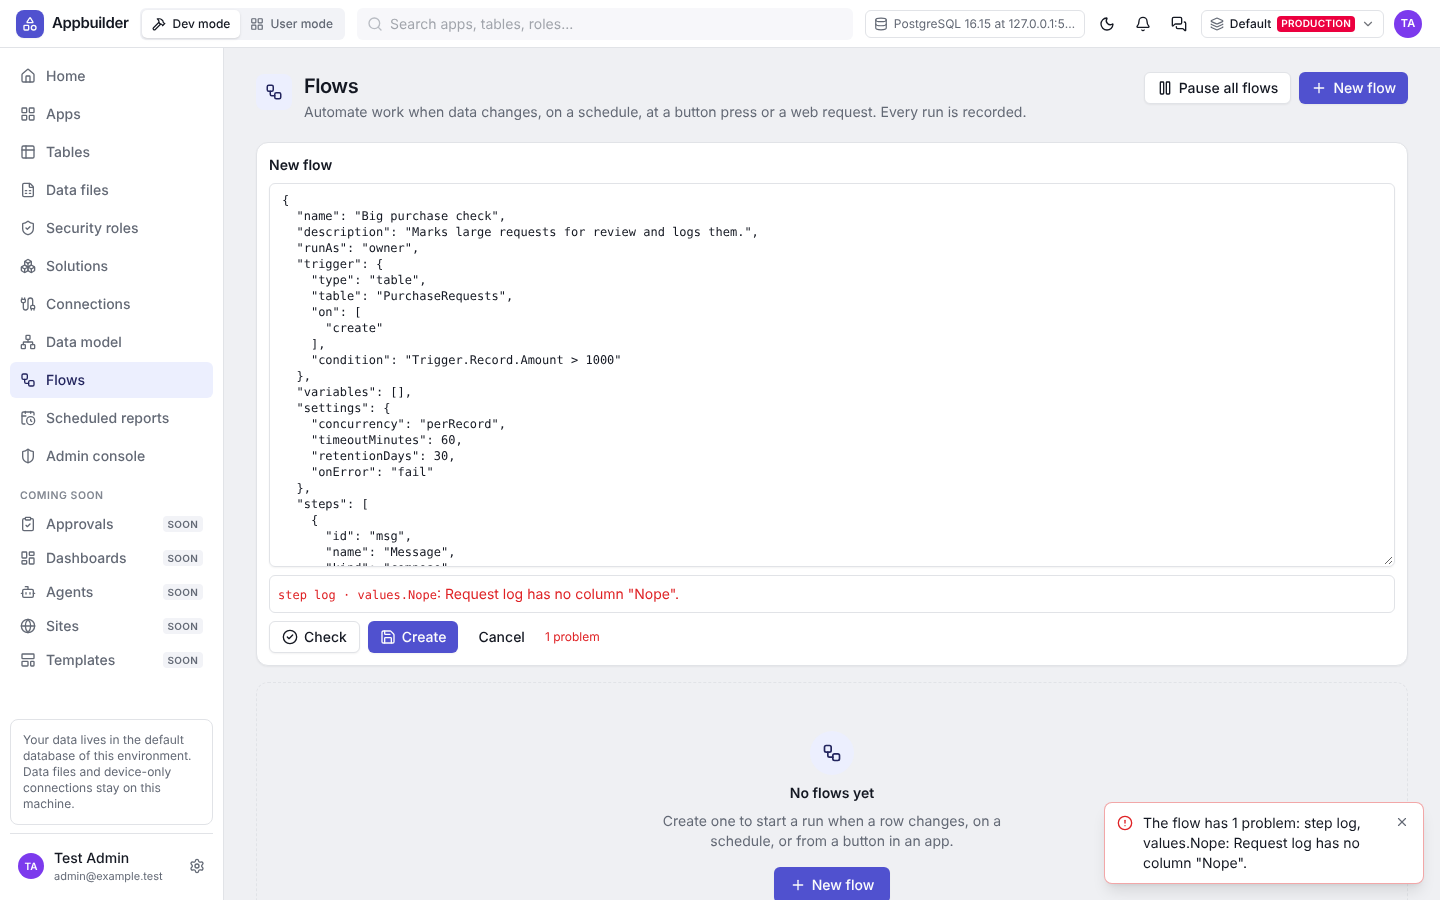 Appbuilder
Dev mode
User mode
Search apps, tables, roles...
PostgreSQL 16.15 at 127.0.0.1:5...
Default PRODUCTION
TA
Home
Apps
Tables
Data files
Security roles
Solutions
Connections
Data model
Flows
Scheduled reports
Admin console
COMING SOON
Approvals SOON
Dashboards SOON
Agents SOON
Sites SOON
Templates SOON
Your data lives in the default
database of this environment.
Data files and device-only
connections stay on this
machine.
TA
Test Admin
admin@example.test
Flows
Automate work when data changes, on a schedule, at a button press or a web request. Every run is recorded.
Pause all flows
New flow
New flow
{
  "name": "Big purchase check",
  "description": "Marks large requests for review and logs them.",
  "runAs": "owner",
  "trigger": {
    "type": "table",
    "table": "PurchaseRequests",
    "on": [
      "create"
    ],
    "condition": "Trigger.Record.Amount > 1000"
  },
  "variables": [],
  "settings": {
    "concurrency": "perRecord",
    "timeoutMinutes": 60,
    "retentionDays": 30,
    "onError": "fail"
  },
  "steps": [
    {
      "id": "msg",
      "name": "Message",
step log · values.Nope: Request log has no column "Nope".
Check
Create
Cancel
1 problem
No flows yet
Create one to start a run when a row changes, on a
schedule, or from a button in an app.
New flow
The flow has 1 problem: step log,
values.Nope: Request log has no
column "Nope".